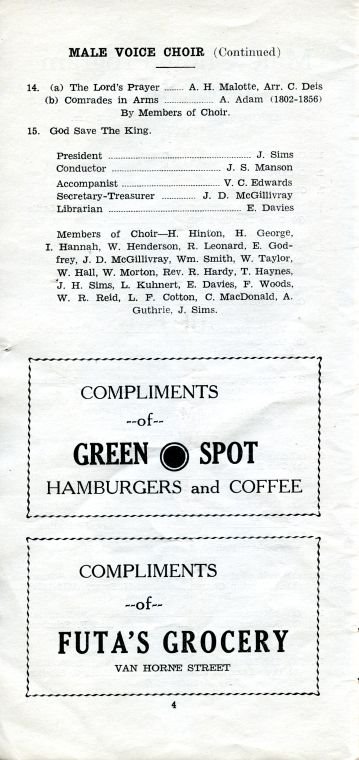 MALE VOICE CHOIR (Continued)
14. (a) The Lord's Prayer ....... A. H. Malotte, Arr. C. Deis
(b) Comrades in Arms .................. A. Adam (1802-1856)
By Members of Choir.
15. God Save The King.
President ..................................................... J. Sims
Conductor ........................................... J. S. Manson
Accompanist ...................................... V. C. Edwards
Secretary-Treasurer ............. J. D. McGillivray
Librarian .................................................. E. Davies
Members of Choir—H. Hinton, H. George,
I. Hannah, W. Henderson, R. Leonard, E. God-
frey, J. D. McGillivray, Wm. Smith, W. Taylor,
W. Hall, W. Morton, Rev. R. Hardy, T. Haynes,
J. H. Sims, L. Kuhnert, E. Davies, F. Woods,
W. R. Reid, L. F. Cotton, C. MacDonald, A.
Guthrie, J. Sims.
COMPLIMENTS
--of--
GREEN SPOT
HAMBURGERS and COFFEE
COMPLIMENTS
--of--
FUTA'S GROCERY
VAN HORNE STREET
4